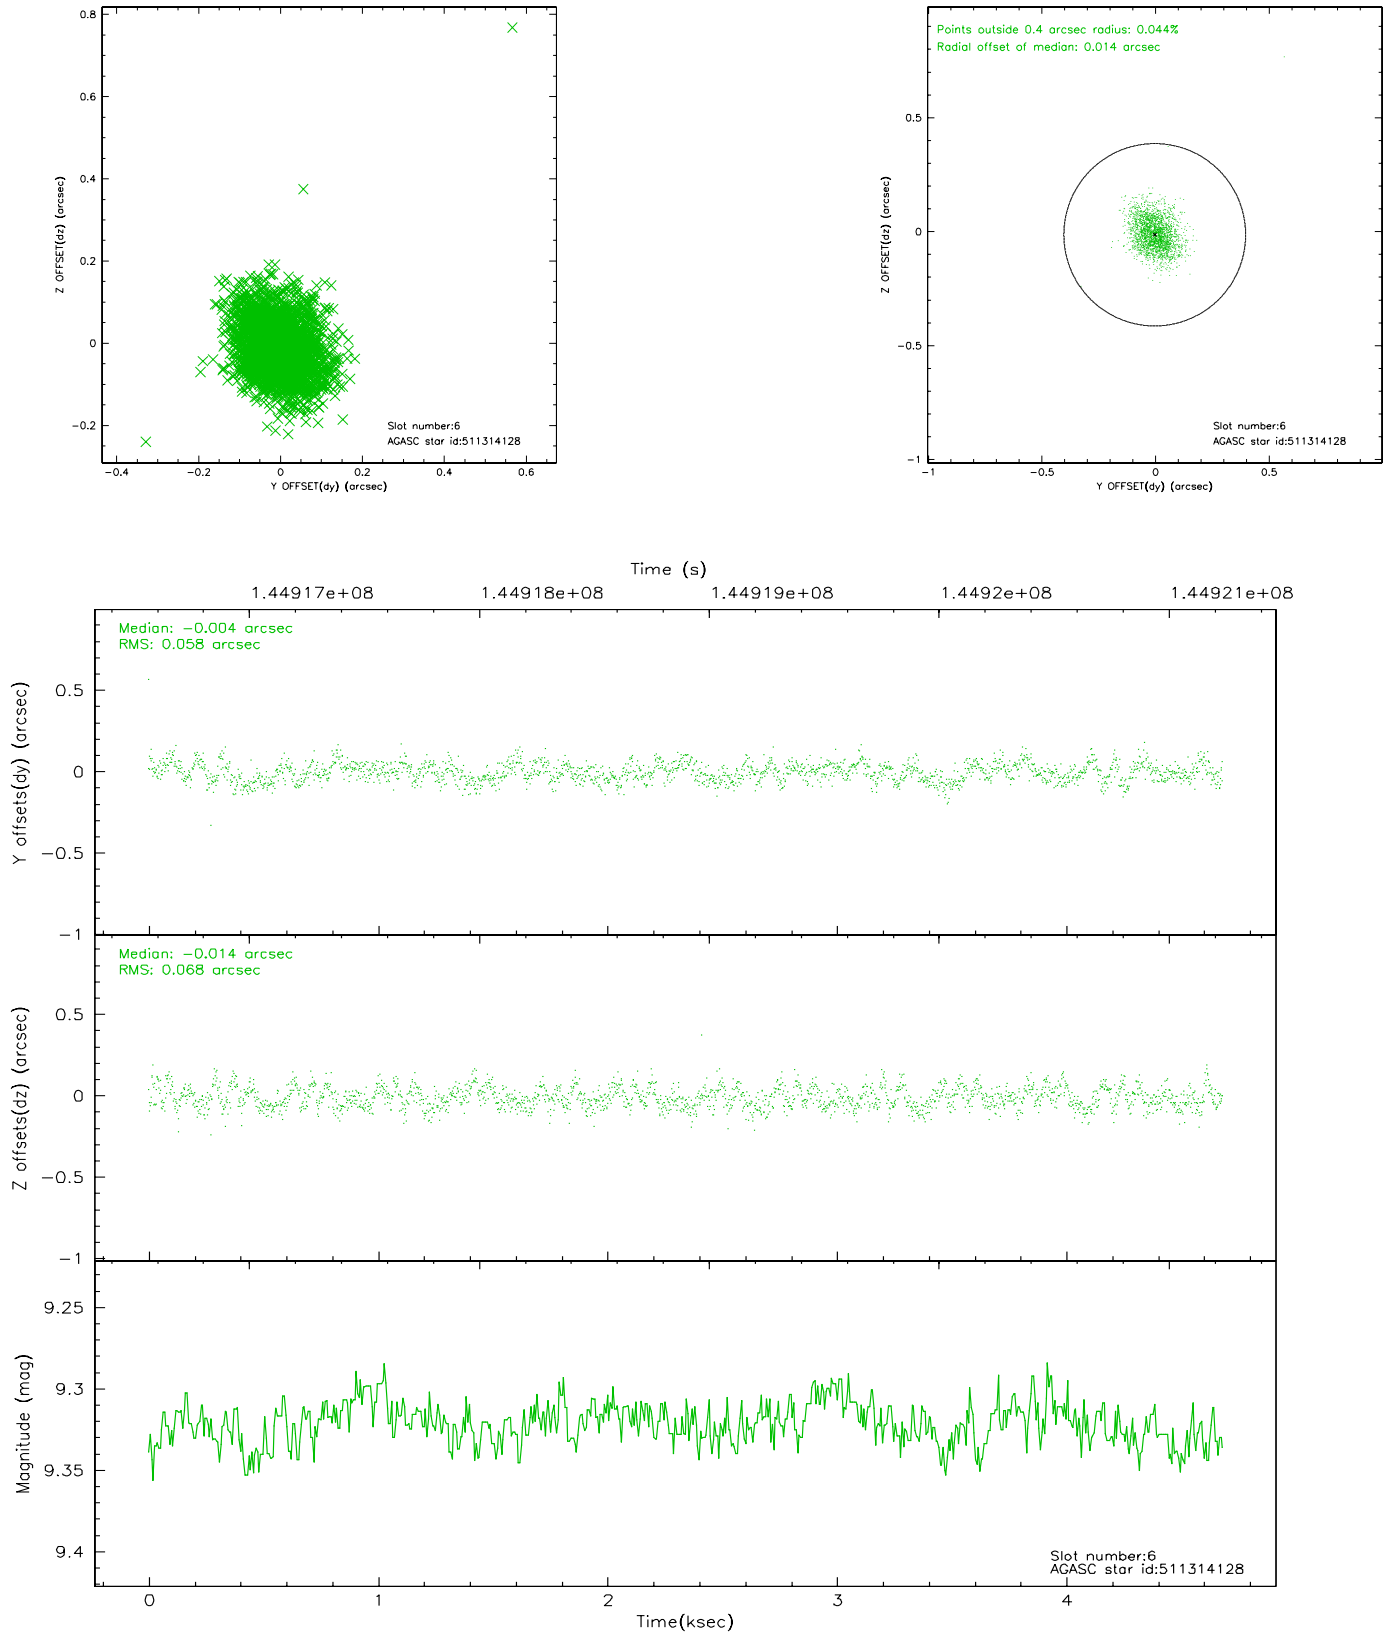 0.8
0.6
0.4
0.2
0
−0.2
−0.4 −0.2 0 0.2 0.4 0.6
Z OFFSET(dz) (arcsec)
Y OFFSET(dy) (arcsec)
Slot number:6
AGASC star id:511314128
Points outside 0.4 arcsec radius: 0.044%
Radial offset of median: 0.014 arcsec
0.5
0
−0.5
−1
−1 −0.5 0 0.5
Z OFFSET(dz) (arcsec)
Y OFFSET(dy) (arcsec)
Slot number:6
AGASC star id:511314128
Time (s)
1.44917e+08 1.44918e+08 1.44919e+08 1.4492e+08 1.44921e+08
Median: −0.004 arcsec
RMS: 0.058 arcsec
0.5
0
−0.5
−1
Y offsets(dy) (arcsec)
Median: −0.014 arcsec
RMS: 0.068 arcsec
0.5
0
−0.5
−1
Z offsets(dz) (arcsec)
9.25
9.3
9.35
9.4
Magnitude (mag)
Slot number:6
AGASC star id:511314128
0 1 2 3 4
Time(ksec)